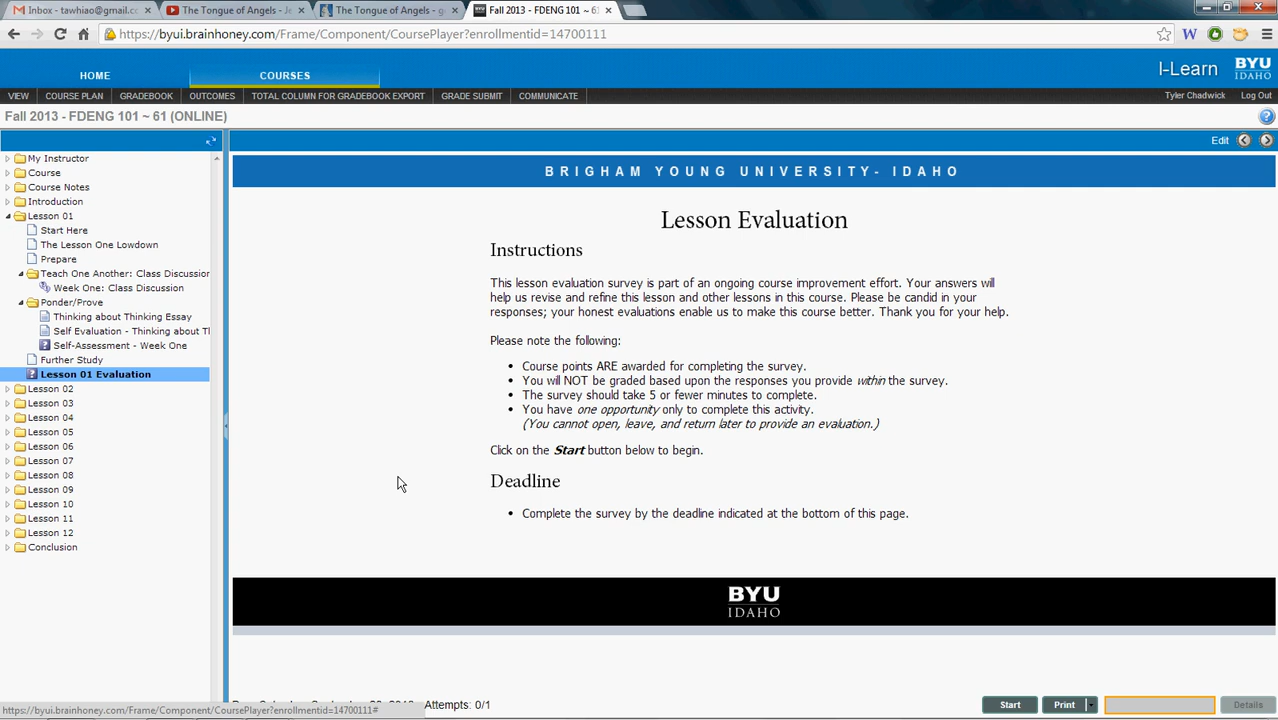 Inbox - tawhiao@gmail.c
The Tongue of Angels - Je
The Tongue of Angels - ge
Fall 2013 - FDENG 101 ~ 61
https://byui.brainhoney.com/Frame/Component/CoursePlayer?enrollmentid=14700111
W
HOME
COURSES
I-Learn
BYU
IDAHO
VIEW
COURSE PLAN
GRADEBOOK
OUTCOMES
TOTAL COLUMN FOR GRADEBOOK EXPORT
GRADE SUBMIT
COMMUNICATE
Tyler Chadwick
Log Out
Fall 2013 - FDENG 101 ~ 61 (ONLINE)
?
Edit
My Instructor
Course
Course Notes
Introduction
Lesson 01
Start Here
The Lesson One Lowdown
Prepare
Teach One Another: Class Discussion
Week One: Class Discussion
Ponder/Prove
Thinking about Thinking Essay
Self Evaluation - Thinking about T
Self-Assessment - Week One
Further Study
Lesson 01 Evaluation
Lesson 02
Lesson 03
Lesson 04
Lesson 05
Lesson 06
Lesson 07
Lesson 08
Lesson 09
Lesson 10
Lesson 11
Lesson 12
Conclusion
BRIGHAM YOUNG UNIVERSITY- IDAHO
Lesson Evaluation
Instructions
This lesson evaluation survey is part of an ongoing course improvement effort. Your answers will
help us revise and refine this lesson and other lessons in this course. Please be candid in your
responses; your honest evaluations enable us to make this course better. Thank you for your help.
Please note the following:
• Course points ARE awarded for completing the survey.
• You will NOT be graded based upon the responses you provide within the survey.
• The survey should take 5 or fewer minutes to complete.
• You have one opportunity only to complete this activity.
(You cannot open, leave, and return later to provide an evaluation.)
Click on the Start button below to begin.
Deadline
• Complete the survey by the deadline indicated at the bottom of this page.
BYU
IDAHO
Attempts: 0/1
Start
Print
Details
https://byui.brainhoney.com/Frame/Component/CoursePlayer?enrollmentid=14700111#